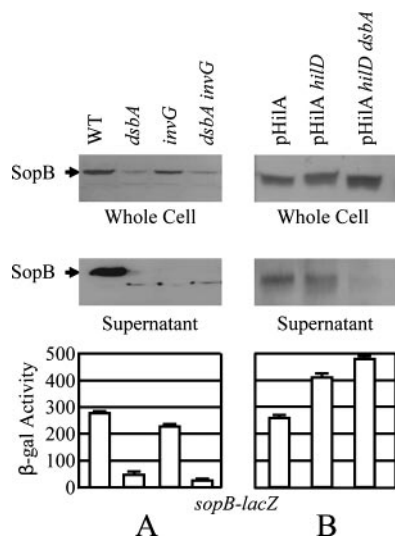 WT
dsbA
invG
dsbA invG
pHilA
pHilA hilD
pHilA hilD dsbA
SopB
Whole Cell
Whole Cell
SopB
Supernatant
Supernatant
β-gal Activity
500
400
300
200
100
0
sopB-lacZ
A
B